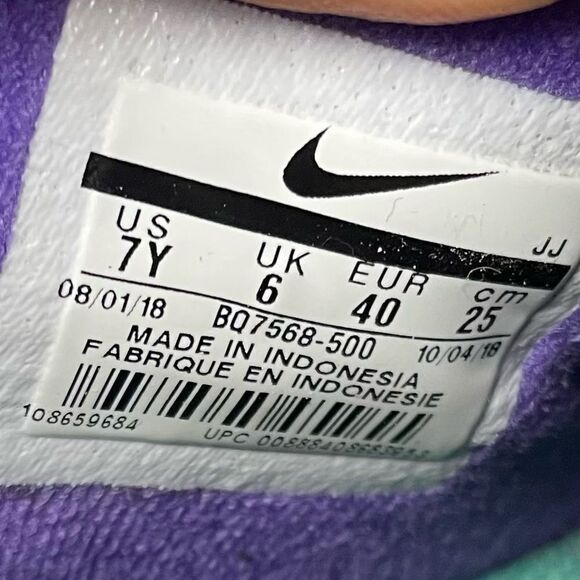 JJ
US UK EUR cm
7Y 6 40 25
08/01/18 BQ7568-500 10/04/18
MADE IN INDONESIA
FABRIQUE EN INDONESIE
108659684 UPC